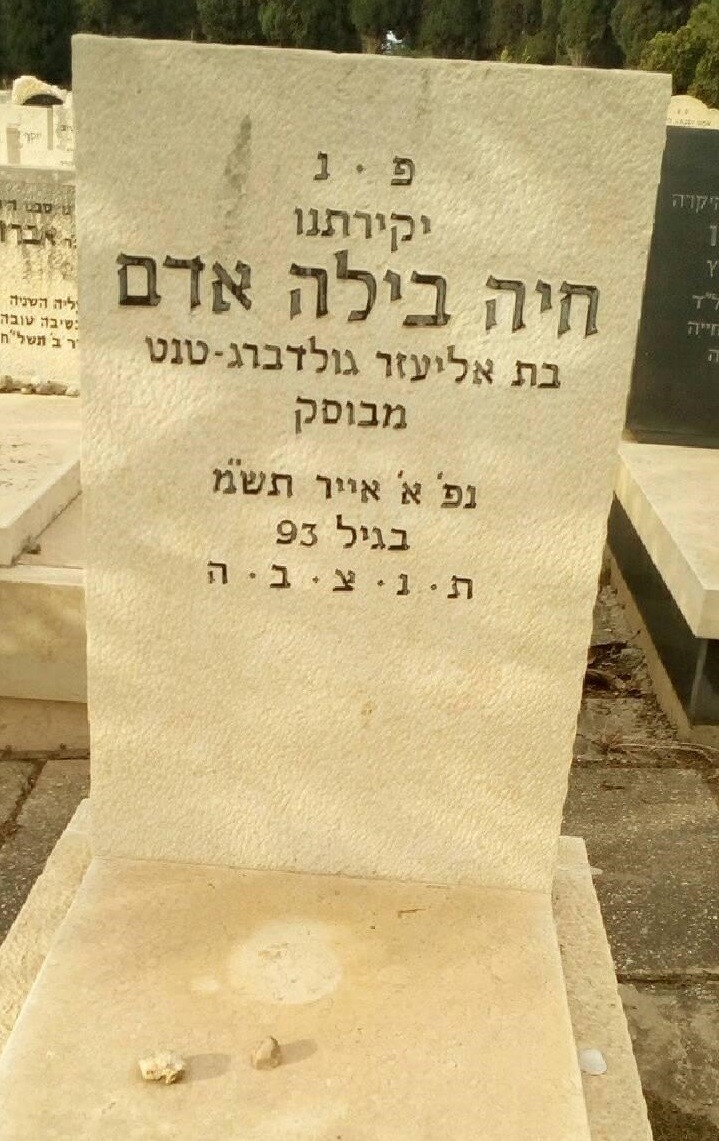 פ . נ
יקירתנו
חיה בילה אדם
בת אליעזר גולדברג-טנט
מבוסק
נפ' א' אייר תש"מ
בגיל 93
ת . נ . צ . ב . ה